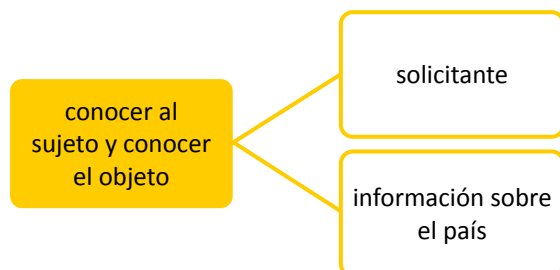 conocer al
sujeto y conocer
el objeto
solicitante
información sobre
el país